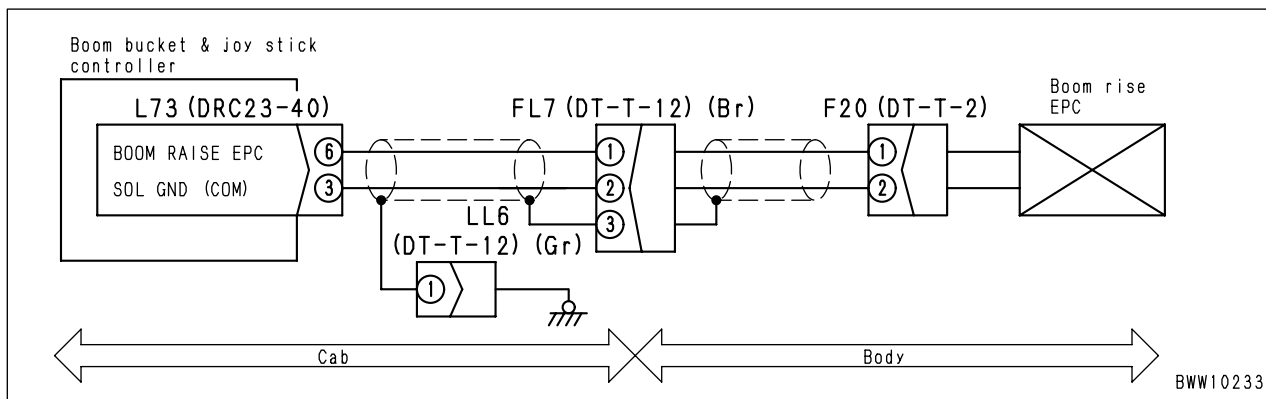 Boom bucket & joy stick
controller
L73 (DRC23-40)
FL7 (DT-T-12) (Br)
F20 (DT-T-2)
Boom rise
EPC
BOOM RAISE EPC
6
1
1
SOL GND (COM)
3
2
2
LL6
3
(DT-T-12) (Gr)
1
Cab
Body
BWW10233